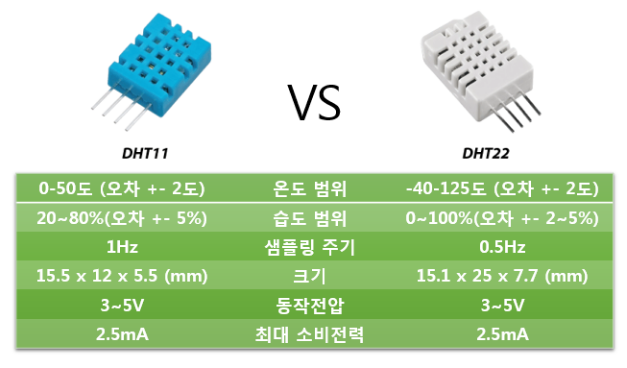 VS
DHT11 DHT22
0-50도 (오차 +- 2도) 온도 범위 -40-125도 (오차 +- 2도)
20~80%(오차 +- 5%) 습도 범위 0~100%(오차 +- 2~5%)
1Hz 샘플링 주기 0.5Hz
15.5 x 12 x 5.5 (mm) 크기 15.1 x 25 x 7.7 (mm)
3~5V 동작전압 3~5V
2.5mA 최대 소비전력 2.5mA